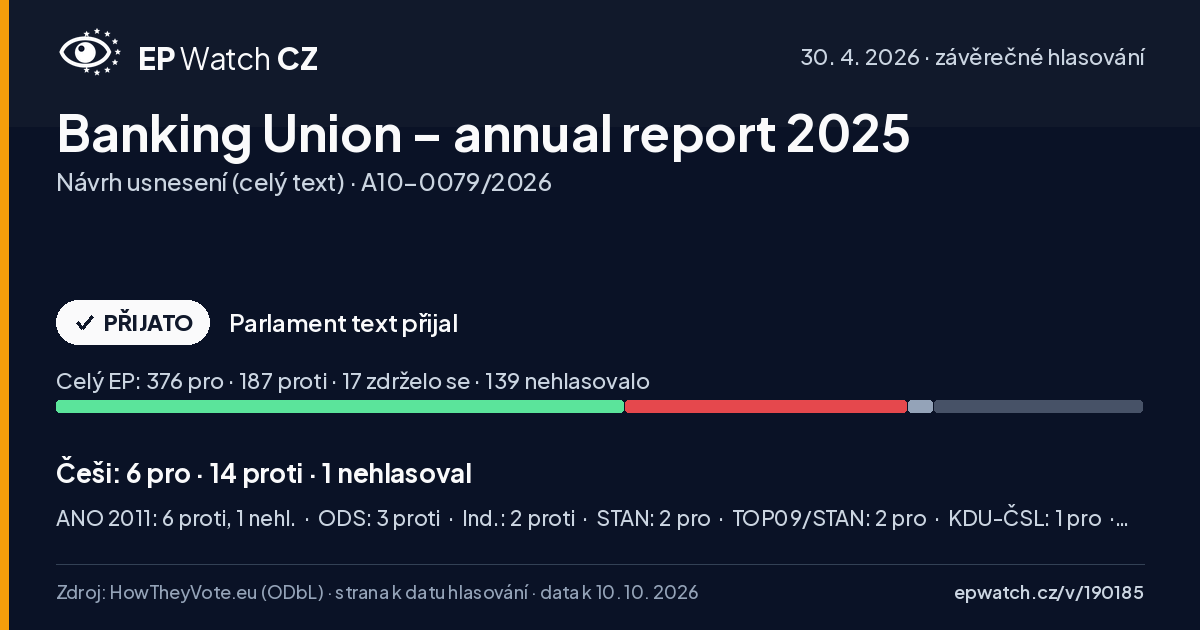 EP Watch CZ
30. 4. 2026 · závěrečné hlasování
Banking Union – annual report 2025
Návrh usnesení (celý text) · A10-0079/2026
✓ PŘIJATO
Parlament text přijal
Celý EP: 376 pro · 187 proti · 17 zdrželo se · 139 nehlasovalo
Češi: 6 pro · 14 proti · 1 nehlasoval
ANO 2011: 6 proti, 1 nehl. · ODS: 3 proti · Ind.: 2 proti · STAN: 2 pro · TOP09/STAN: 2 pro · KDU-ČSL: 1 pro ·…
Zdroj: HowTheyVote.eu (ODbL) · strana k datu hlasování · data k 10. 10. 2026
epwatch.cz/v/190185